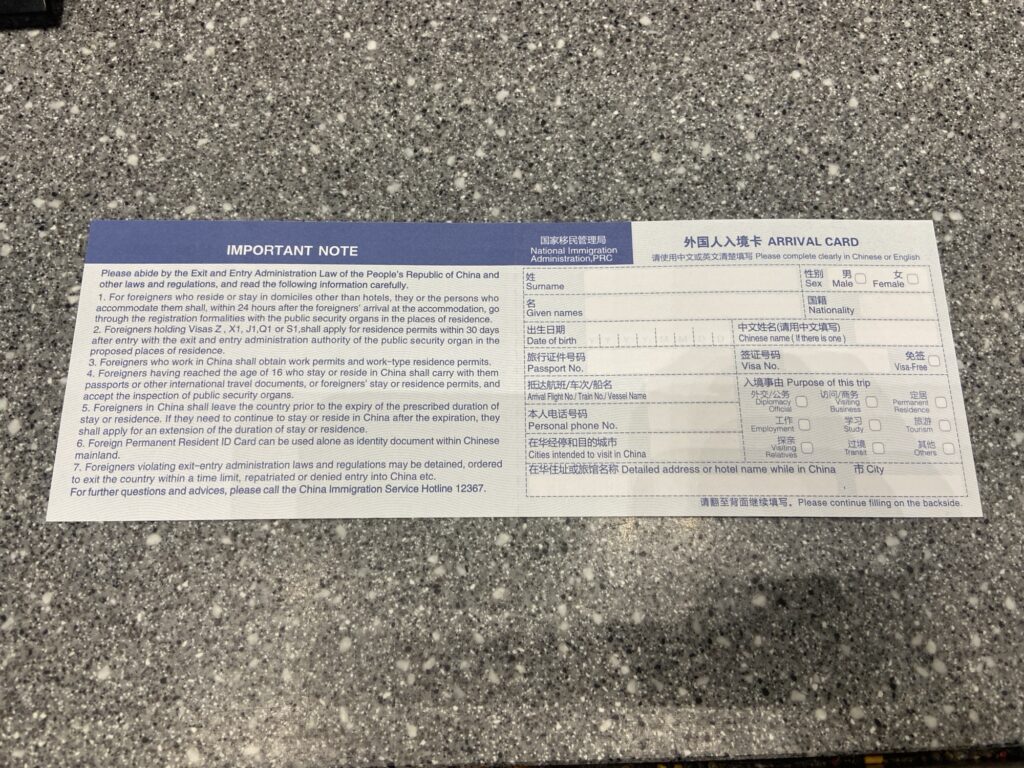 IMPORTANT NOTE
Please abide by the Exit and Entry Administration Law of the People's Republic of China and
other laws and regulations, and read the following information carefully.
1. For foreigners who reside or stay in domiciles other than hotels, they or the persons who
accommodate them shall, within 24 hours after the foreigners' arrival at the accommodation, go
through the registration formalities with the public security organs in the places of residence.
2. Foreigners holding Visas Z , X1, J1,Q1 or S1,shall apply for residence permits within 30 days
after entry with the exit and entry administration authority of the public security organ in the
proposed places of residence.
3. Foreigners who work in China shall obtain work permits and work-type residence permits.
4. Foreigners having reached the age of 16 who stay or reside in China shall carry with them
passports or other international travel documents, or foreigners' stay or residence permits, and
accept the inspection of public security organs.
5. Foreigners in China shall leave the country prior to the expiry of the prescribed duration of
stay or residence. If they need to continue to stay or reside in China after the expiration, they
shall apply for an extension of the duration of stay or residence.
6. Foreign Permanent Resident ID Card can be used alone as identity document within Chinese
mainland.
7. Foreigners violating exit-entry administration laws and regulations may be detained, ordered
to exit the country within a time limit, repatriated or denied entry into China etc.
For further questions and advices, please call the China Immigration Service Hotline 12367.
国家移民管理局
National Immigration
Administration,PRC
外国人入境卡 ARRIVAL CARD
请使用中文或英文清楚填写 Please complete clearly in Chinese or English
姓
Surname
性别 男 女
Sex Male Female
名
Given names
国籍
Nationality
出生日期
Date of birth
中文姓名(请用中文填写)
Chinese name ( If there is one )
旅行证件号码
Passport No.
签证号码 免签
Visa No. Visa-Free
抵达航班/车次/船名
Arrival Flight No./ Train No./ Vessel Name
本人电话号码
Personal phone No.
在华经停和目的城市
Cities intended to visit in China
入境事由 Purpose of this trip
外交/公务 访问/商务 定居
Diplomacy Visiting Permanent
Official Business Residence
工作 学习 旅游
Employment Study Tourism
探亲 过境 其他
Visiting Transit Others
Relatives
在华住址或旅馆名称 Detailed address or hotel name while in China 市 City
请翻至背面继续填写。Please continue filling on the backside.